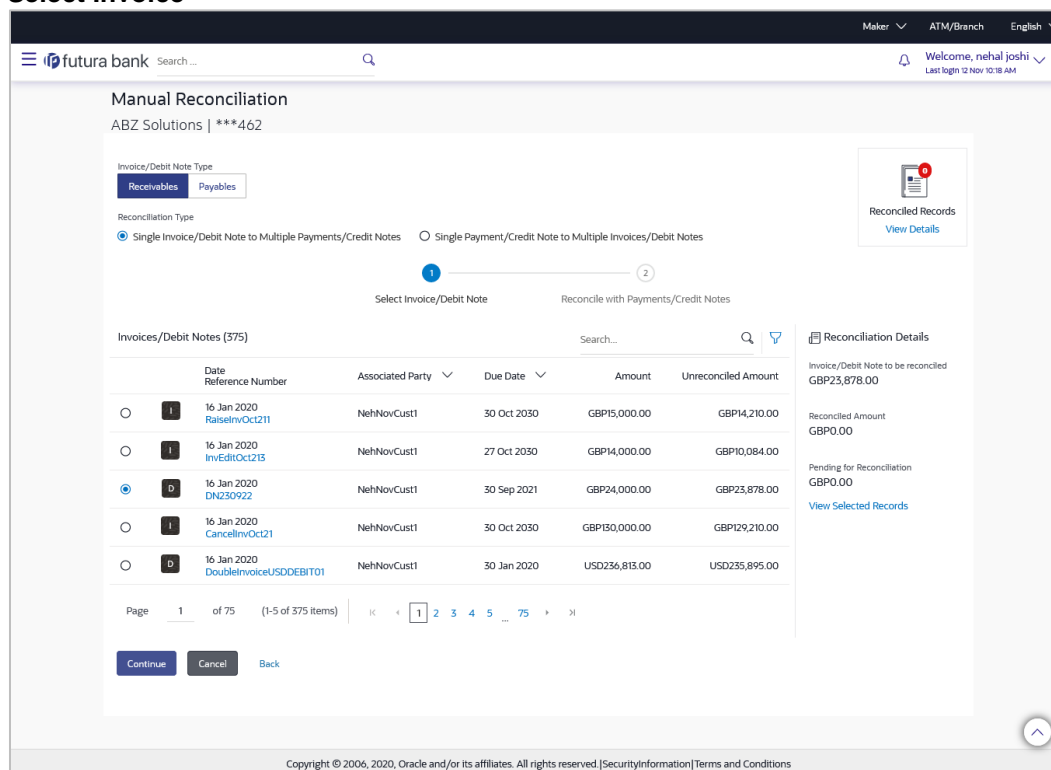 Select Invoice
Maker ATM/Branch English
futura bank Search ... Welcome, nehal joshi
Last login 12 Nov 10:18 AM
Manual Reconciliation
ABZ Solutions | ***462
Invoice/Debit Note Type
Receivables Payables
0
Reconciled Records
View Details
Reconciliation Type
Single Invoice/Debit Note to Multiple Payments/Credit Notes Single Payment/Credit Note to Multiple Invoices/Debit Notes
1 2
Select Invoice/Debit Note Reconcile with Payments/Credit Notes
Invoices/Debit Notes (375) Search...
Date
Reference Number Associated Party Due Date Amount Unreconciled Amount
I 16 Jan 2020
RaiseInvOct211 NehNovCust1 30 Oct 2030 GBP15,000.00 GBP14,210.00
I 16 Jan 2020
InvEditOct213 NehNovCust1 27 Oct 2030 GBP14,000.00 GBP10,084.00
D 16 Jan 2020
DN230922 NehNovCust1 30 Sep 2021 GBP24,000.00 GBP23,878.00
I 16 Jan 2020
CancelInvOct21 NehNovCust1 30 Oct 2030 GBP130,000.00 GBP129,210.00
D 16 Jan 2020
DoubleInvoiceUSDDEBIT01 NehNovCust1 30 Jan 2020 USD236,813.00 USD235,895.00
Page 1 of 75 (1-5 of 375 items) 1 2 3 4 5 ... 75
Reconciliation Details
Invoice/Debit Note to be reconciled
GBP23,878.00
Reconciled Amount
GBP0.00
Pending for Reconciliation
GBP0.00
View Selected Records
Continue Cancel Back
Copyright © 2006, 2020, Oracle and/or its affiliates. All rights reserved.|SecurityInformation|Terms and Conditions